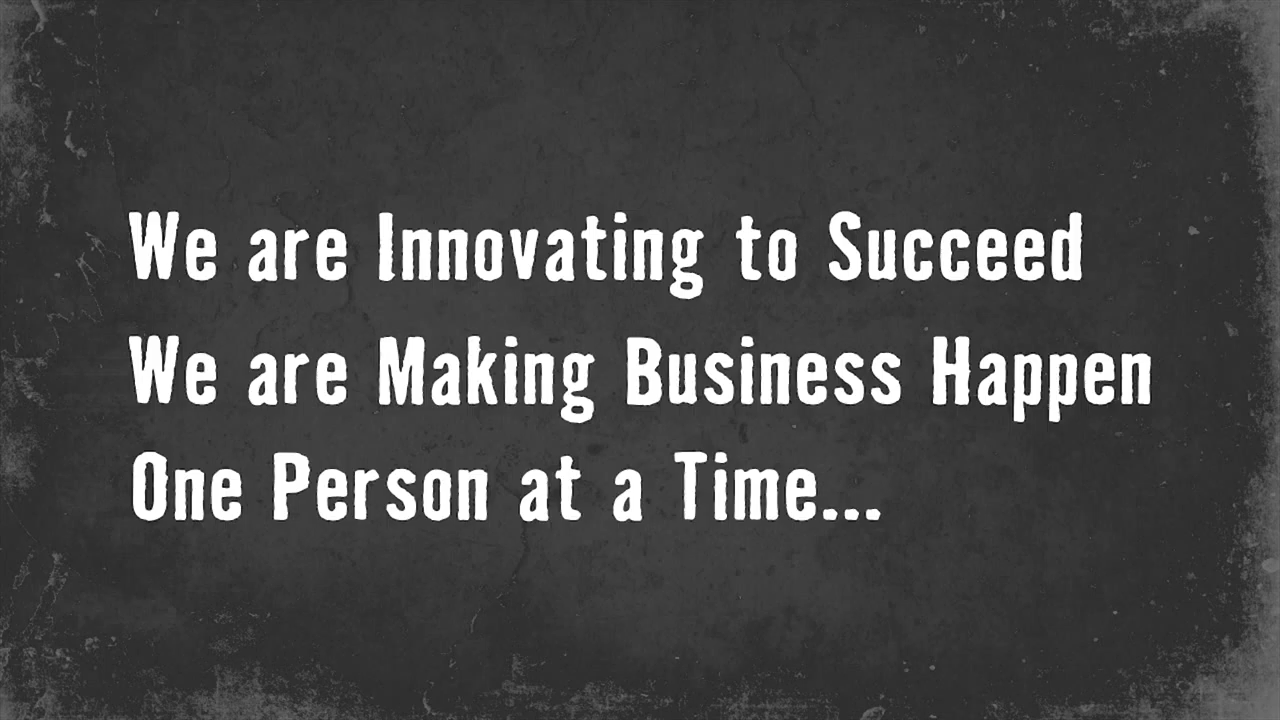 We are Innovating to Succeed
We are Making Business Happen
One Person at a Time...